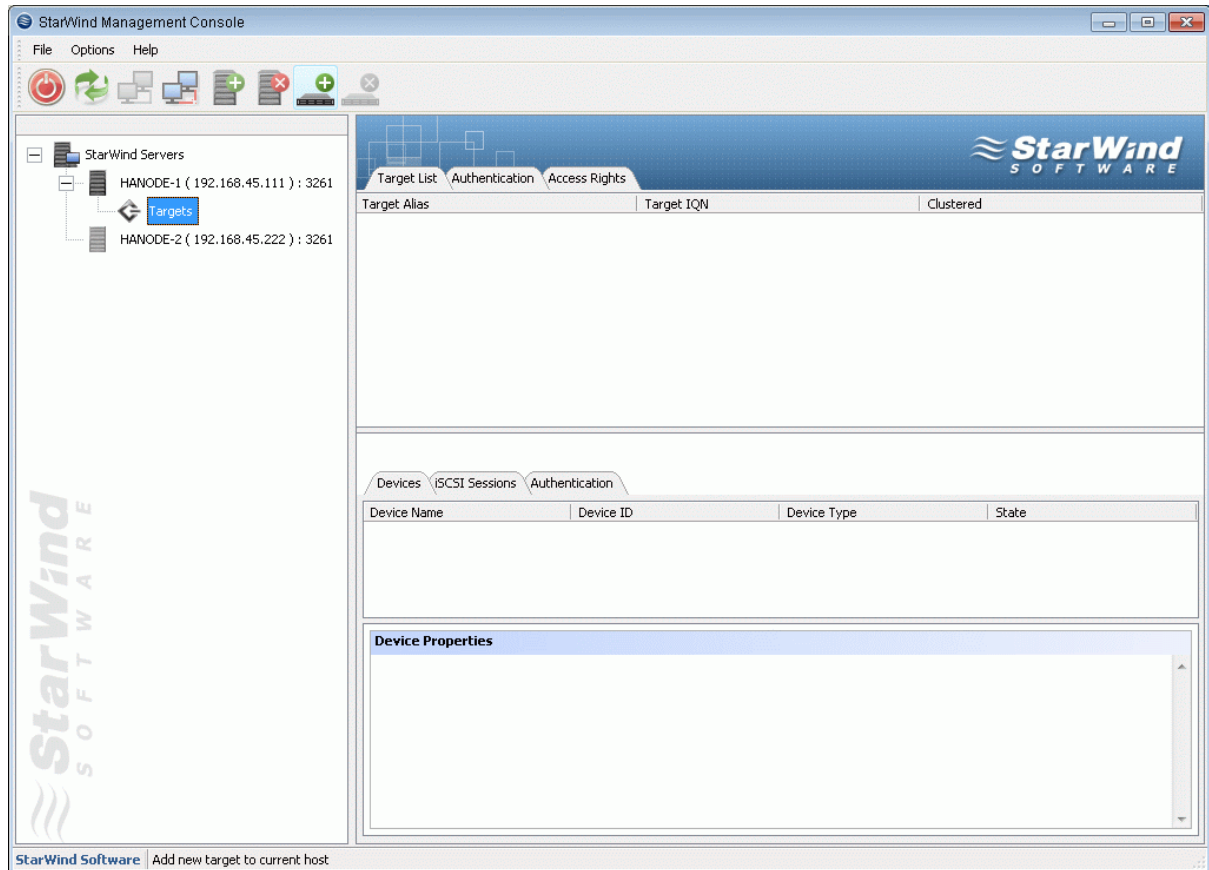 StarWind Management Console
File Options Help
StarWind Servers
HANODE-1 ( 192.168.45.111 ) : 3261
Targets
HANODE-2 ( 192.168.45.222 ) : 3261
StarWind
SOFTWARE
StarWind
SOFTWARE
Target List Authentication Access Rights
Target Alias Target IQN Clustered
Devices iSCSI Sessions Authentication
Device Name Device ID Device Type State
Device Properties
StarWind Software Add new target to current host